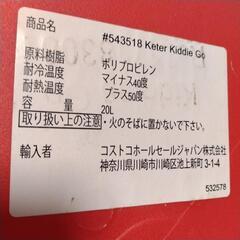 商品名 #543518 Keter Kiddie Go
原料樹脂 ポリプロピレン
耐冷温度 マイナス40度
耐熱温度 プラス50度
容 量 20L
取り扱い上の注意 ・火のそばに置かないで下さい。
輸入者 コストコホールセールジャパン株式会社
神奈川県川崎市川崎区池上新町3-1-4
532578